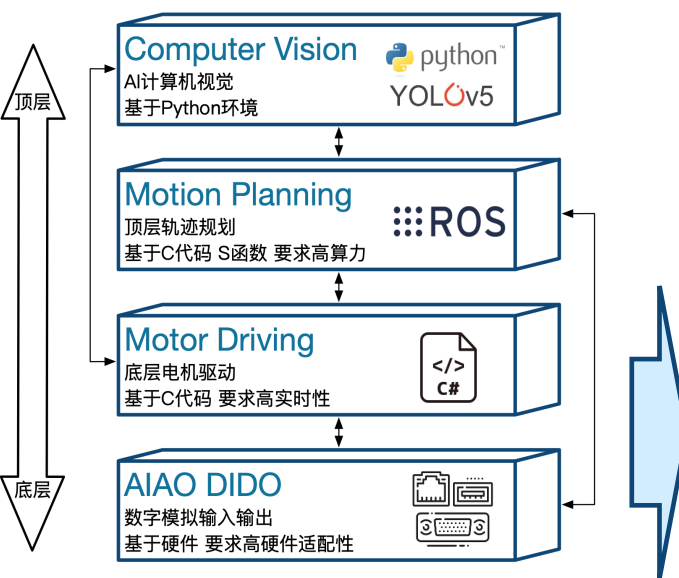 顶层
Computer Vision
AI计算机视觉
基于Python环境
python™
YOLOv5
Motion Planning
顶层轨迹规划
基于C代码 S函数 要求高算力
ROS
Motor Driving
底层电机驱动
基于C代码 要求高实时性
</>
C#
底层
AIAO DIDO
数字模拟输入输出
基于硬件 要求高硬件适配性